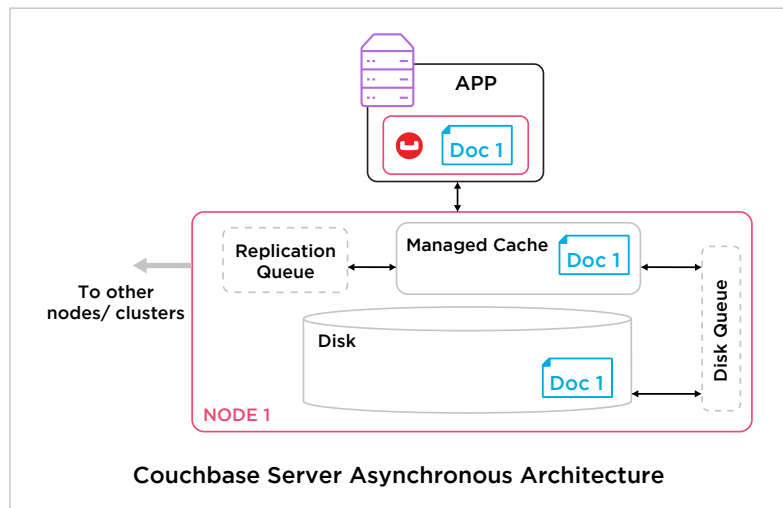 APP
Doc 1
Replication
Queue
Managed Cache
Doc 1
Disk Queue
To other
nodes/ clusters
Disk
Doc 1
NODE 1
Couchbase Server Asynchronous Architecture